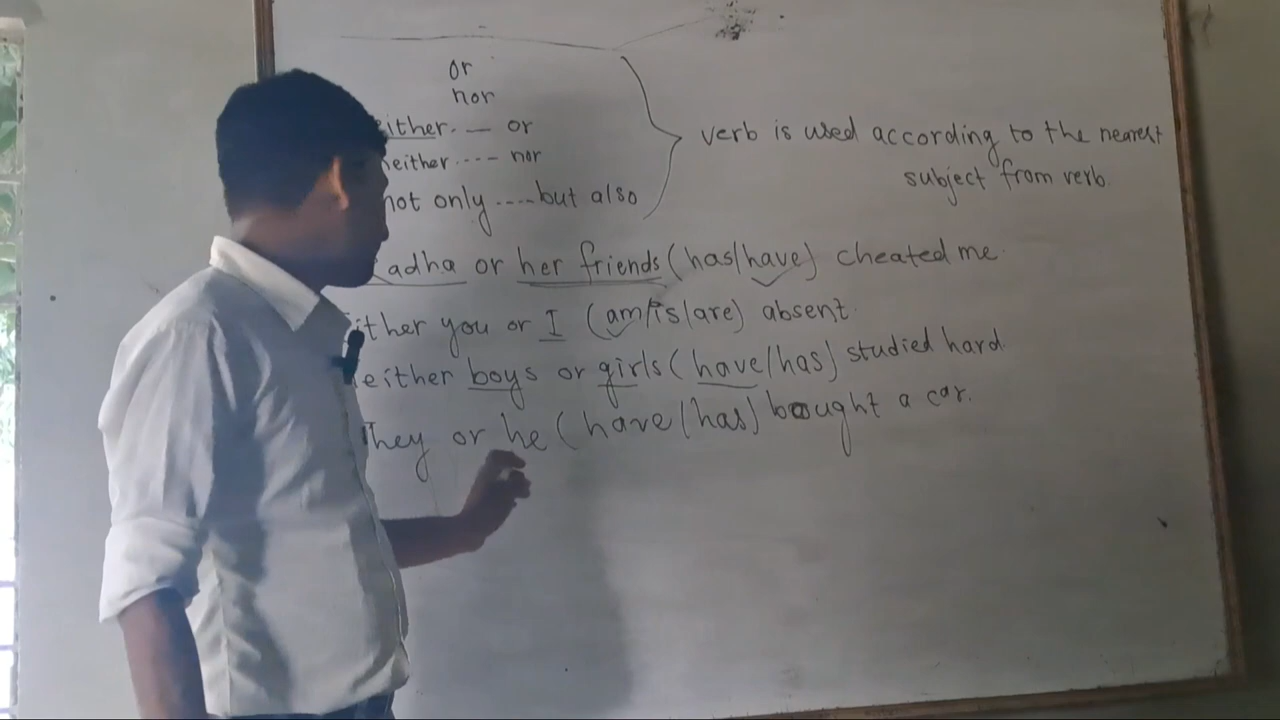 or
nor
either.-- or
neither ---- nor
not only ----but also
verb is used according to the nearest
subject from verb.
adha or her friends (has/have) cheated me.
ither you or I (am/is/are) absent.
either boys or girls (have/has) studied hard.
They or he (have/has) bought a car.